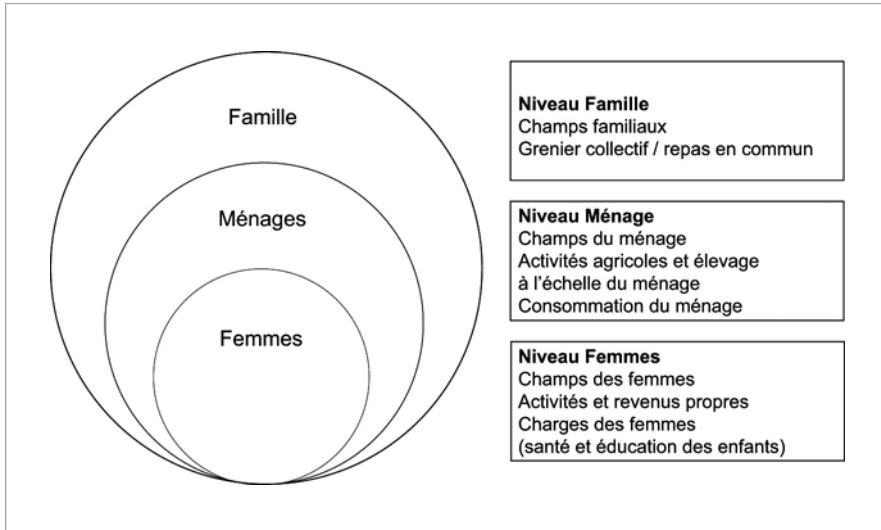 Famille
Ménages
Femmes
Niveau Famille
Champs familiaux
Grenier collectif / repas en commun
Niveau Ménage
Champs du ménage
Activités agricoles et élevage
à l’échelle du ménage
Consommation du ménage
Niveau Femmes
Champs des femmes
Activités et revenus propres
Charges des femmes
(santé et éducation des enfants)